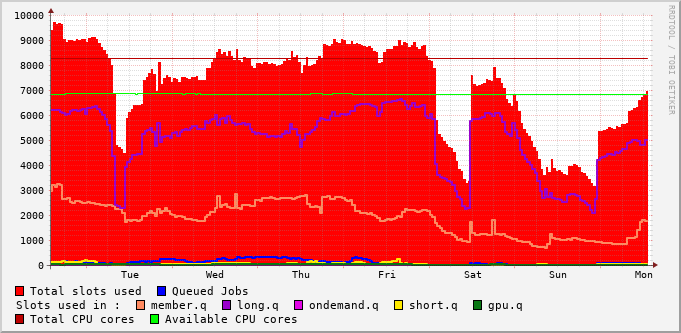 10000
9000
8000
7000
6000
5000
4000
3000
2000
1000
0
Tue Wed Thu Fri Sat Sun Mon
RRDTOOL / TOBI OETIKER
Total slots used Queued Jobs
Slots used in : member.q long.q ondemand.q short.q gpu.q
Total CPU cores Available CPU cores